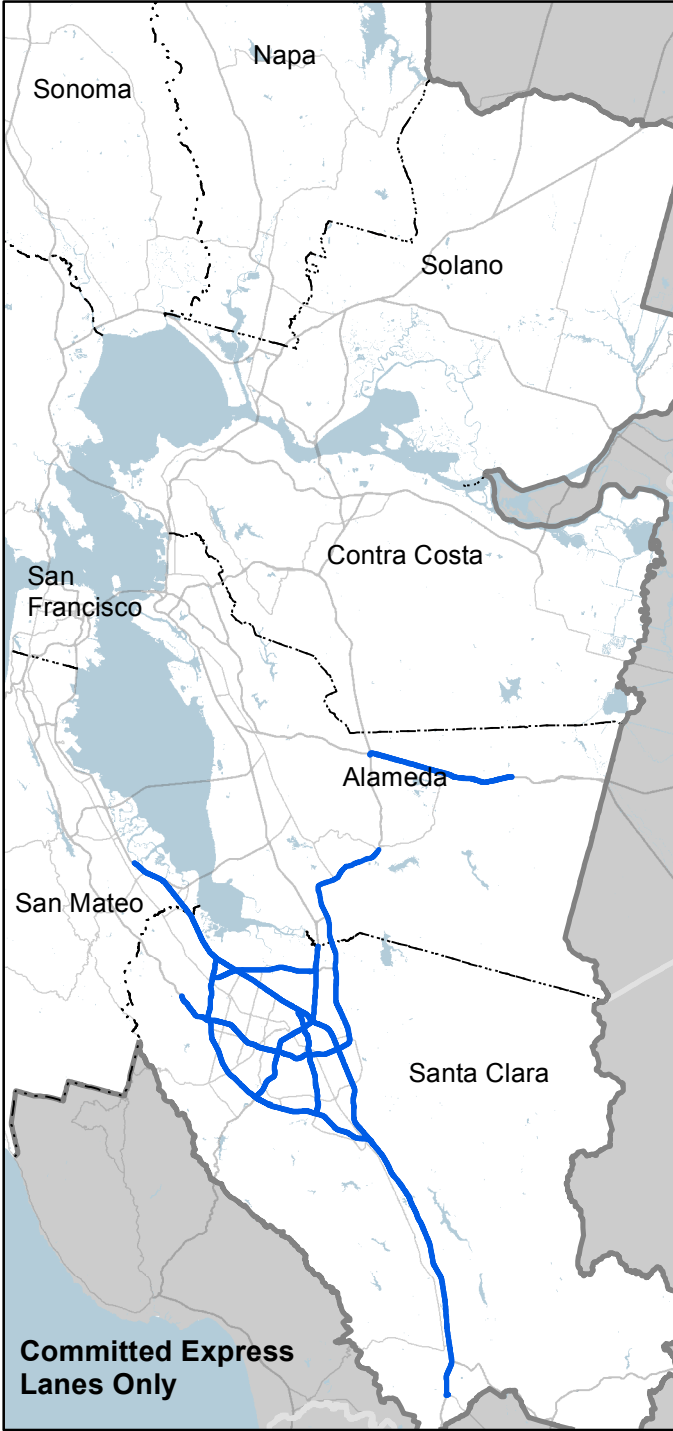 Napa
Sonoma
Solano
Contra Costa
San
Francisco
Alameda
San Mateo
Santa Clara
Committed Express
Lanes Only